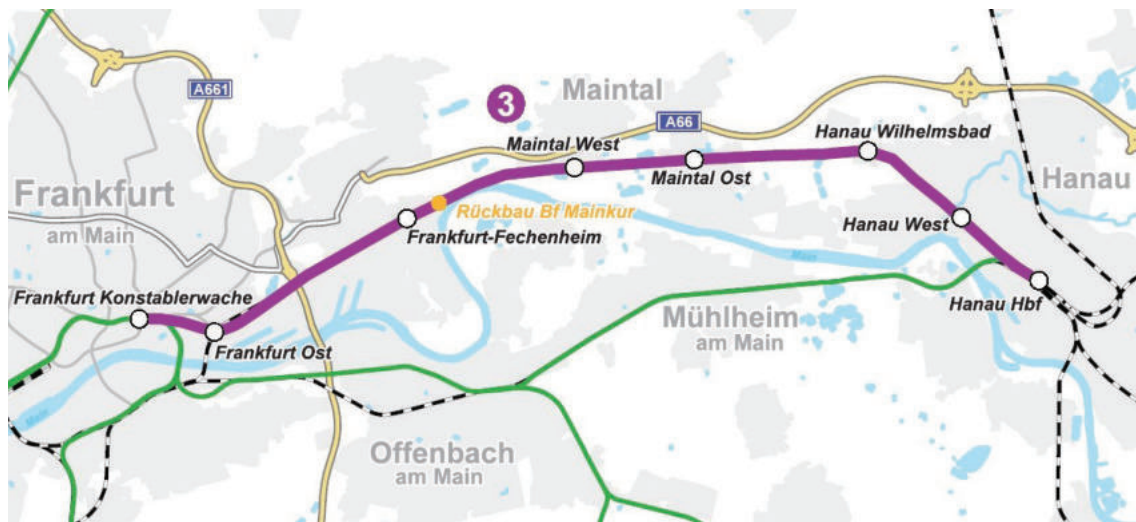 A661
3
Maintal
A66
Maintal West
Hanau Wilhelmsbad
Maintal Ost
Frankfurt
am Main
Hanau
Rückbau Bf Mainkur
Frankfurt-Fechenheim
Hanau West
Main
Hanau Hbf
Frankfurt Konstablerwache
Frankfurt Ost
Mühlheim
am Main
Main
Offenbach
am Main